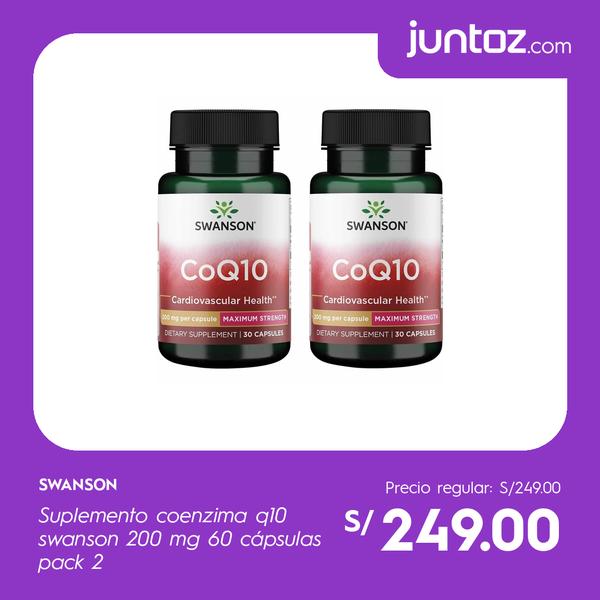 juntoz.com
SWANSON® SWANSON®
CoQ10 CoQ10
Cardiovascular Health** Cardiovascular Health**
200 mg per capsule MAXIMUM STRENGTH 200 mg per capsule MAXIMUM STRENGTH
DIETARY SUPPLEMENT | 30 CAPSULES DIETARY SUPPLEMENT | 30 CAPSULES
SWANSON
Suplemento coenzima q10
swanson 200 mg 60 cápsulas
pack 2
Precio regular: S/249.00
S/ 249.00